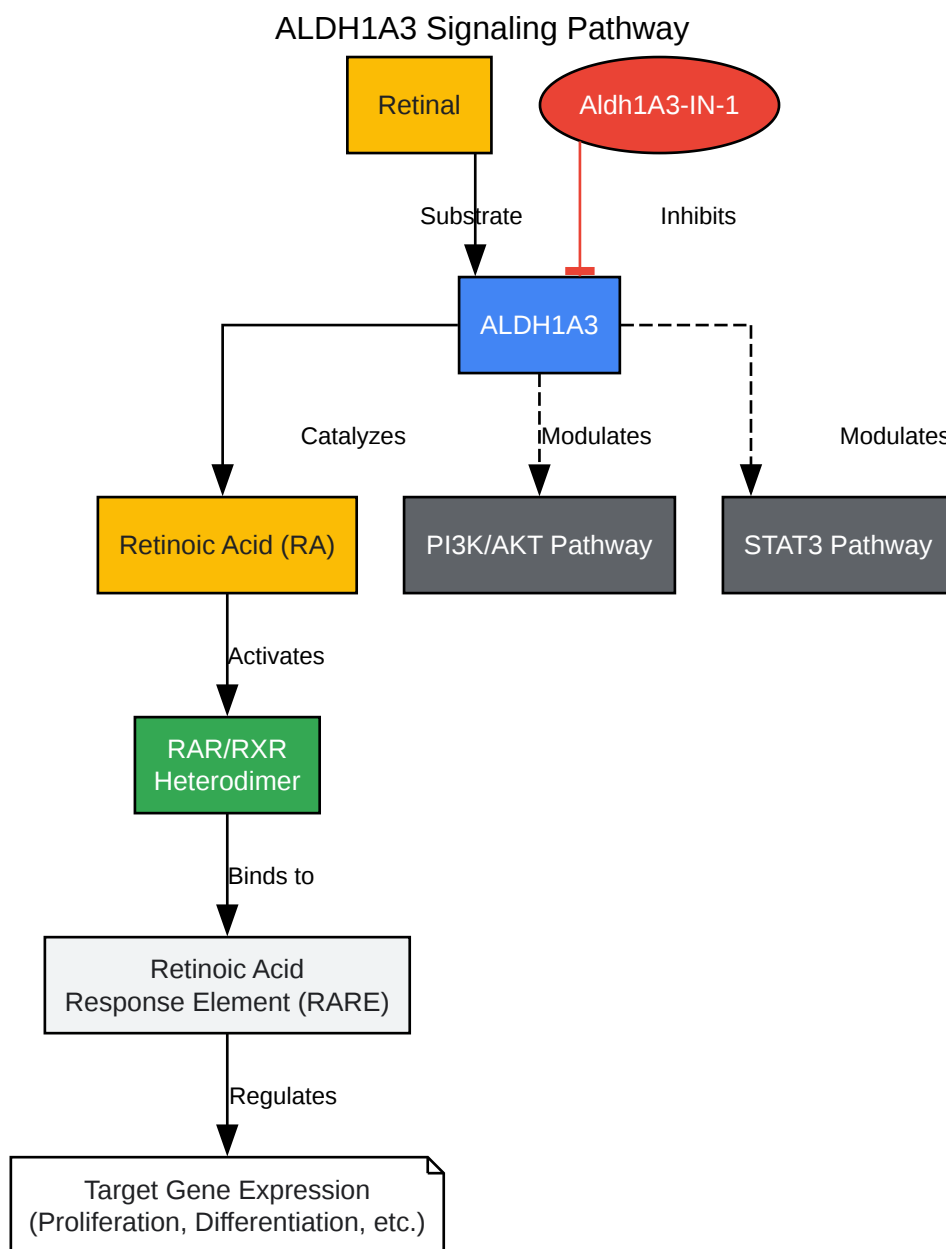 ALDH1A3 Signaling Pathway
Retinal
Aldh1A3-IN-1
Substrate
Inhibits
ALDH1A3
Catalyzes
Modulates
Modulates
Retinoic Acid (RA)
PI3K/AKT Pathway
STAT3 Pathway
Activates
RAR/RXR
Heterodimer
Binds to
Retinoic Acid
Response Element (RARE)
Regulates
Target Gene Expression
(Proliferation, Differentiation, etc.)